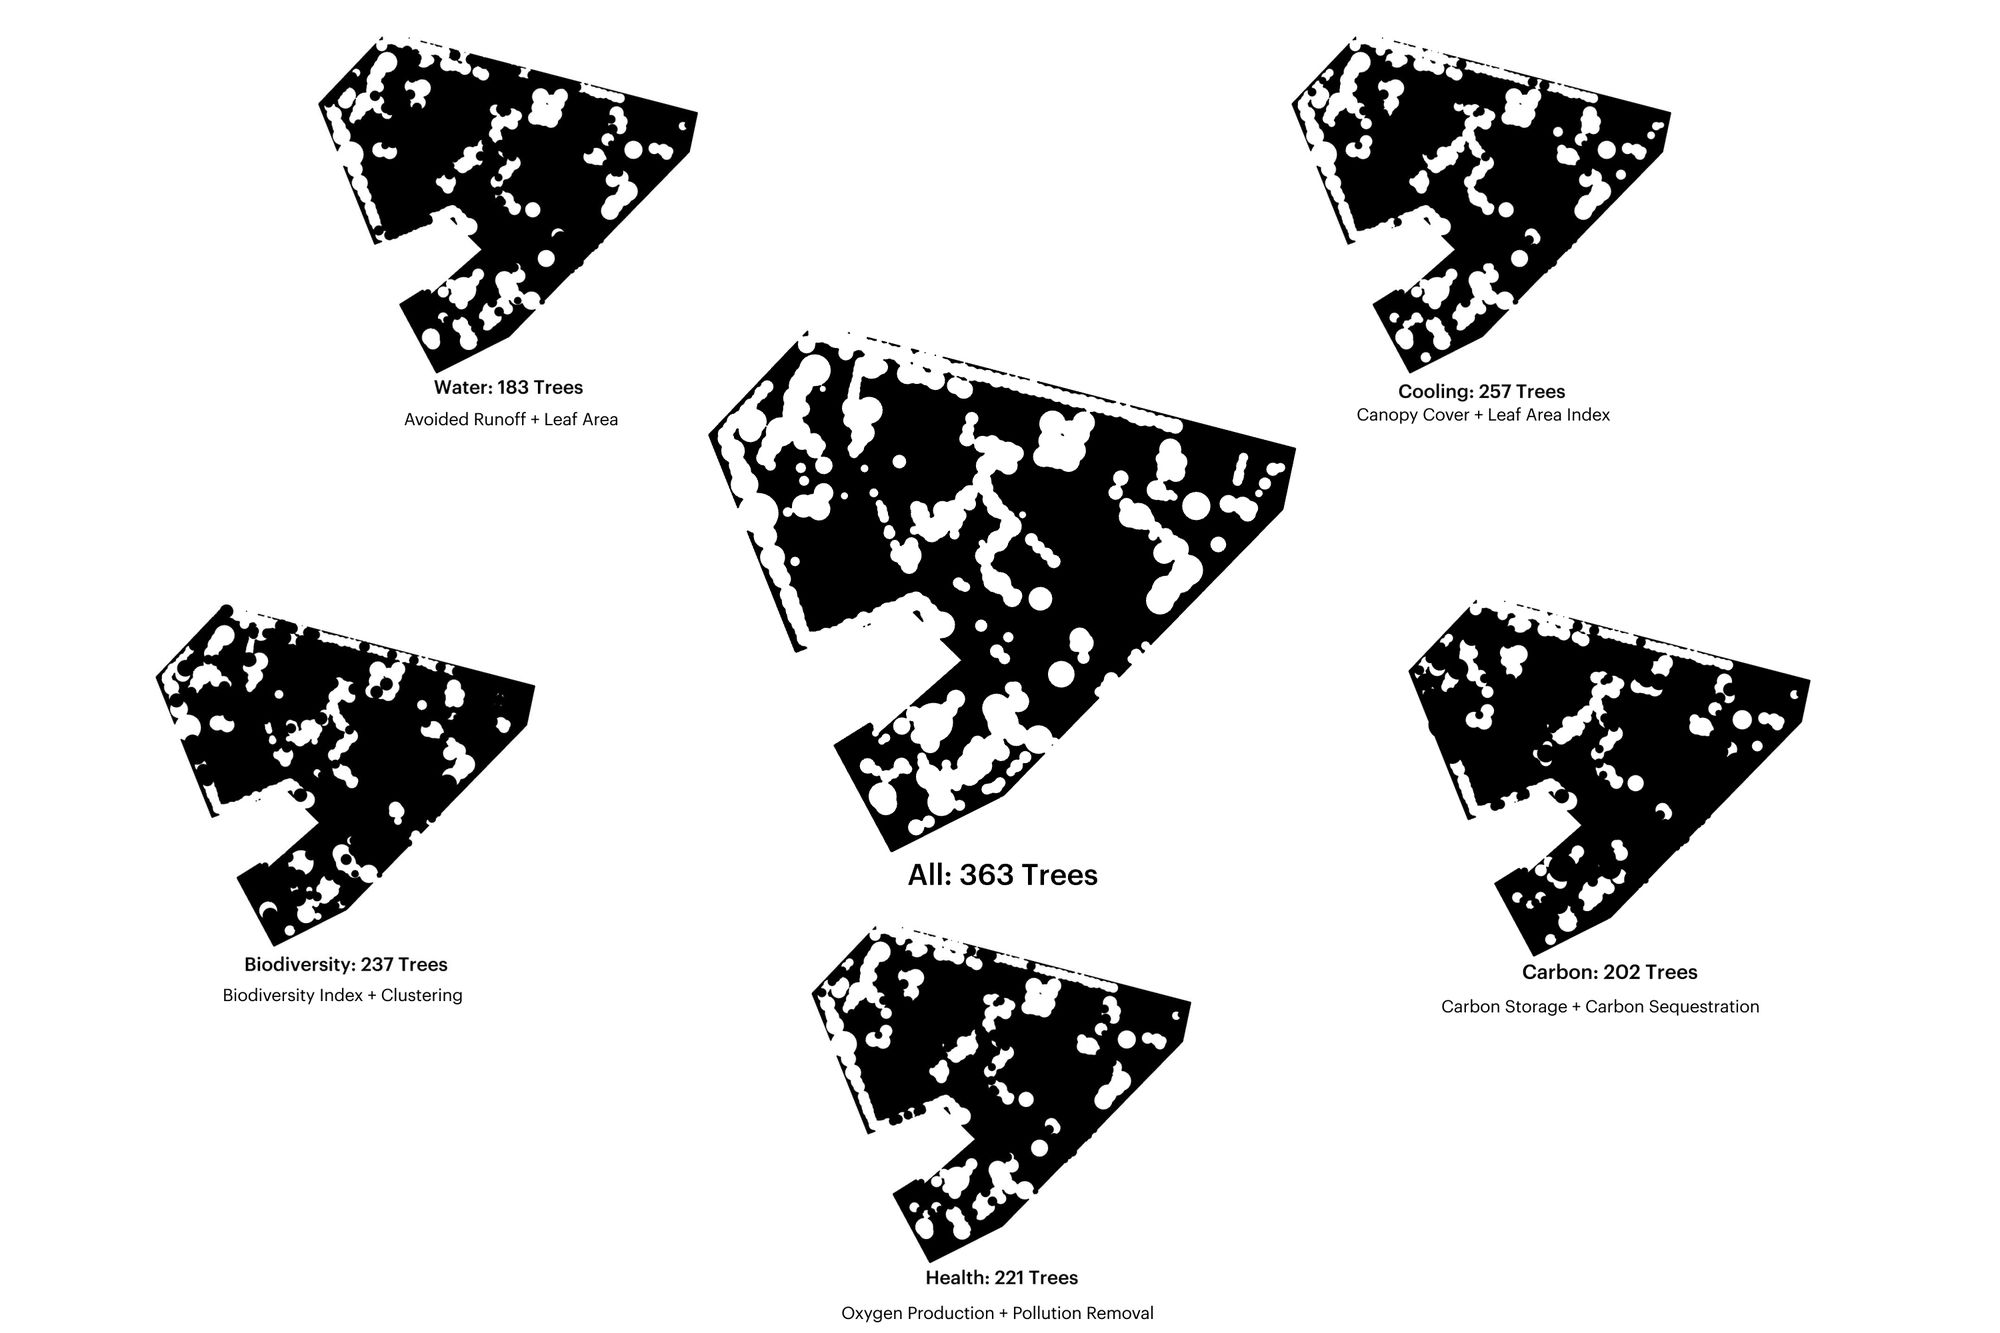 Water: 183 Trees
Avoided Runoff + Leaf Area
Cooling: 257 Trees
Canopy Cover + Leaf Area Index
All: 363 Trees
Biodiversity: 237 Trees
Biodiversity Index + Clustering
Carbon: 202 Trees
Carbon Storage + Carbon Sequestration
Health: 221 Trees
Oxygen Production + Pollution Removal